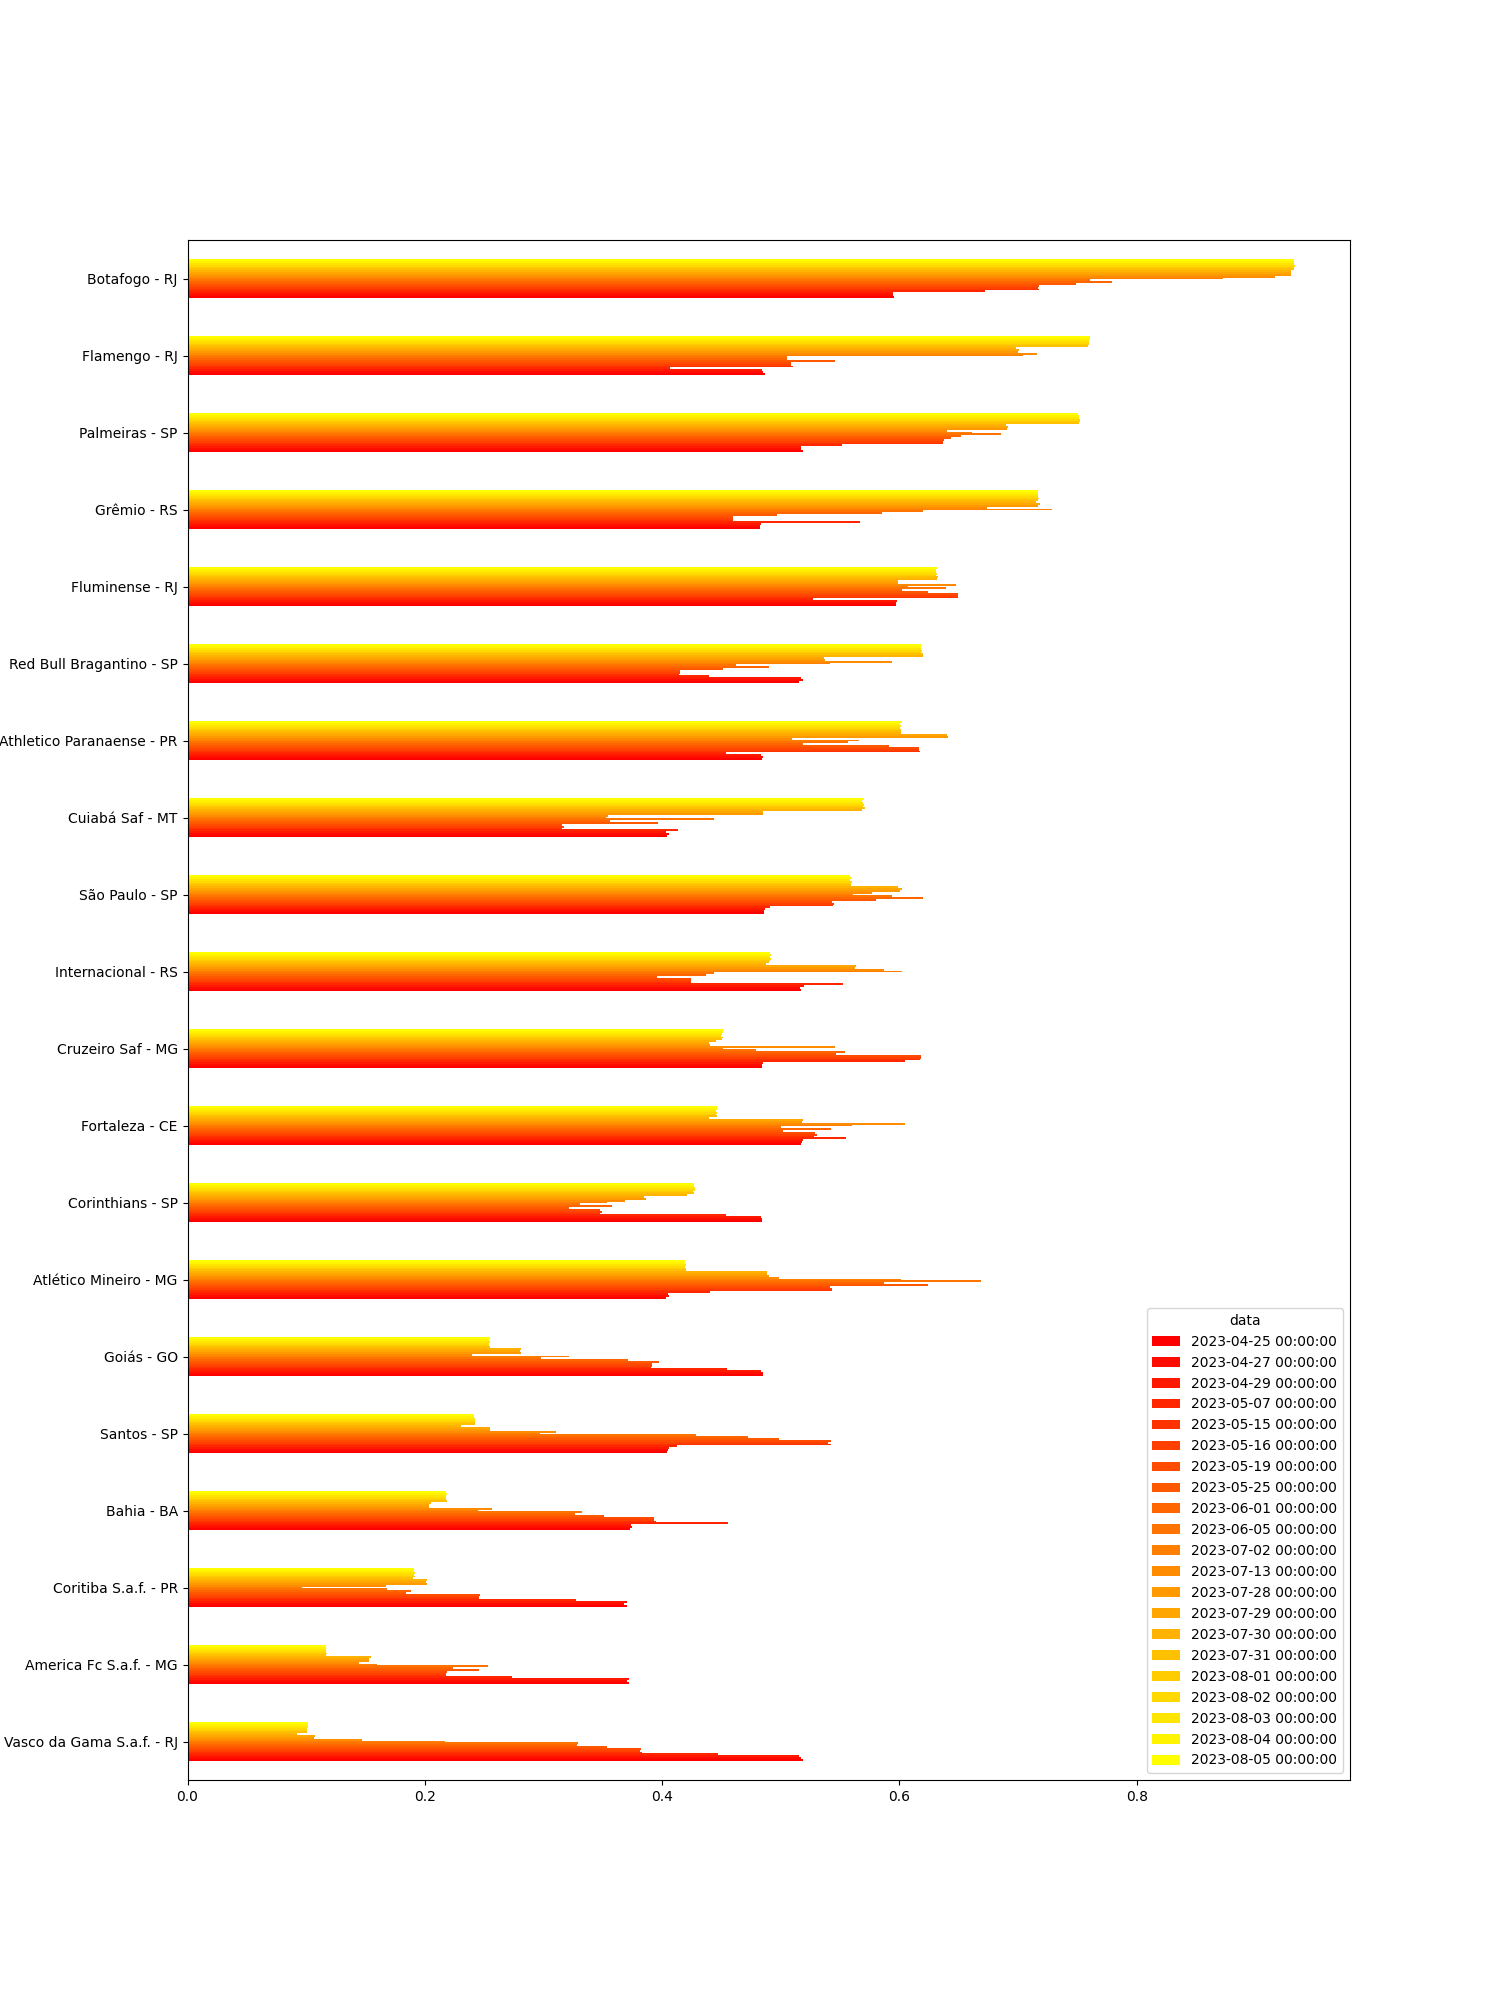 Botafogo - RJ
Flamengo - RJ
Palmeiras - SP
Grêmio - RS
Fluminense - RJ
Red Bull Bragantino - SP
Athletico Paranaense - PR
Cuiabá Saf - MT
São Paulo - SP
Internacional - RS
Cruzeiro Saf - MG
Fortaleza - CE
Corinthians - SP
Atlético Mineiro - MG
Goiás - GO
Santos - SP
Bahia - BA
Coritiba S.a.f. - PR
America Fc S.a.f. - MG
Vasco da Gama S.a.f. - RJ
0.0 0.2 0.4 0.6 0.8
data
2023-04-25 00:00:00
2023-04-27 00:00:00
2023-04-29 00:00:00
2023-05-07 00:00:00
2023-05-15 00:00:00
2023-05-16 00:00:00
2023-05-19 00:00:00
2023-05-25 00:00:00
2023-06-01 00:00:00
2023-06-05 00:00:00
2023-07-02 00:00:00
2023-07-13 00:00:00
2023-07-28 00:00:00
2023-07-29 00:00:00
2023-07-30 00:00:00
2023-07-31 00:00:00
2023-08-01 00:00:00
2023-08-02 00:00:00
2023-08-03 00:00:00
2023-08-04 00:00:00
2023-08-05 00:00:00